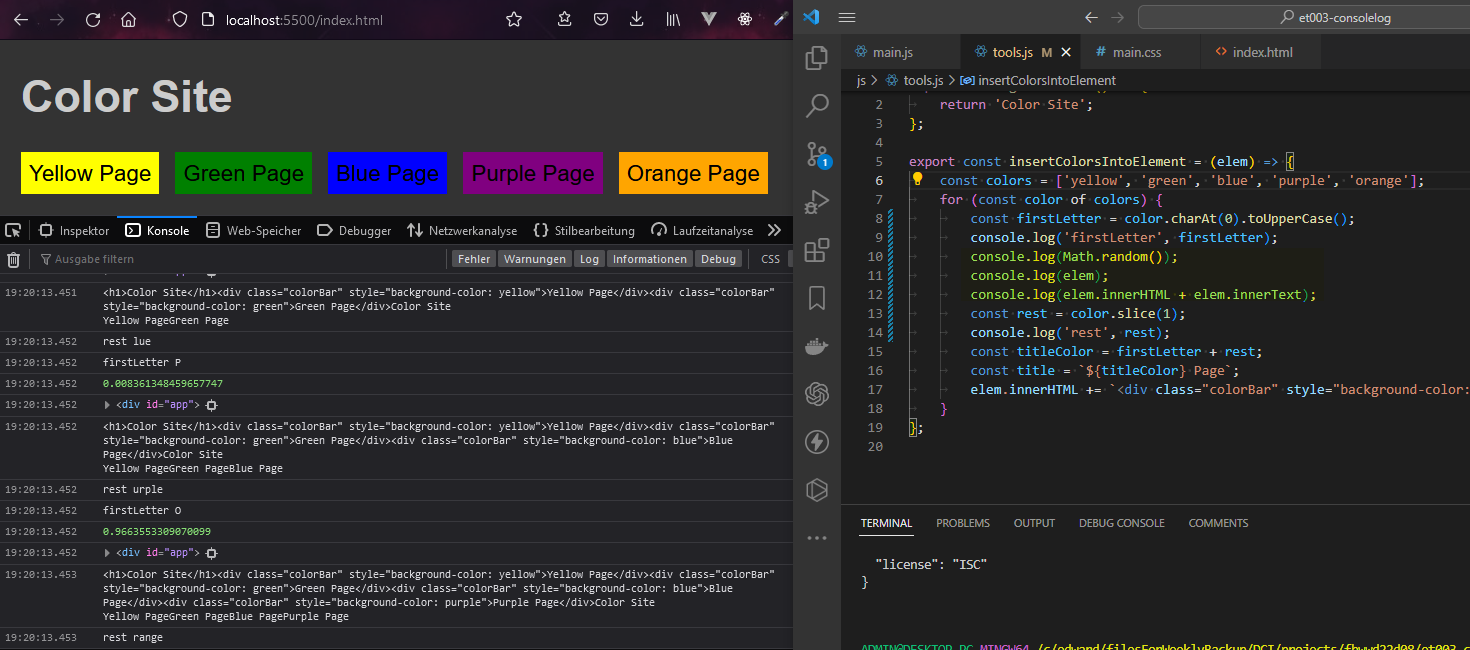 localhost:5500/index.html
Color Site
Yellow Page Green Page Blue Page Purple Page Orange Page
Inspektor Konsole Web-Speicher Debugger Netzwerkanalyse Stilbearbeitung Laufzeitanalyse
Ausgabe filtern Fehler Warnungen Log Informationen Debug CSS
19:20:13.451 <h1>Color Site</h1><div class="colorBar" style="background-color: yellow">Yellow Page</div><div class="colorBar"
style="background-color: green">Green Page</div>Color Site
Yellow PageGreen Page
19:20:13.452 rest lue
19:20:13.452 firstLetter P
19:20:13.452 0.008361348459657747
19:20:13.452 <div id="app">
19:20:13.452 <h1>Color Site</h1><div class="colorBar" style="background-color: yellow">Yellow Page</div><div class="colorBar"
style="background-color: green">Green Page</div><div class="colorBar" style="background-color: blue">Blue
Page</div>Color Site
Yellow PageGreen PageBlue Page
19:20:13.452 rest urple
19:20:13.452 firstLetter O
19:20:13.452 0.9663553309070099
19:20:13.452 <div id="app">
19:20:13.453 <h1>Color Site</h1><div class="colorBar" style="background-color: yellow">Yellow Page</div><div class="colorBar"
style="background-color: green">Green Page</div><div class="colorBar" style="background-color: blue">Blue
Page</div><div class="colorBar" style="background-color: purple">Purple Page</div>Color Site
Yellow PageGreen PageBlue PagePurple Page
19:20:13.453 rest range
et003-consolelog
main.js tools.js M main.css index.html
js > tools.js > insertColorsIntoElement
2 return 'Color Site';
3 };
4
5 export const insertColorsIntoElement = (elem) => {
6 const colors = ['yellow', 'green', 'blue', 'purple', 'orange'];
7 for (const color of colors) {
8 const firstLetter = color.charAt(0).toUpperCase();
9 console.log('firstLetter', firstLetter);
10 console.log(Math.random());
11 console.log(elem);
12 console.log(elem.innerHTML + elem.innerText);
13 const rest = color.slice(1);
14 console.log('rest', rest);
15 const titleColor = firstLetter + rest;
16 const title = `${titleColor} Page`;
17 elem.innerHTML += `<div class="colorBar" style="background-color:
18 }
19 };
20
1
TERMINAL PROBLEMS OUTPUT DEBUG CONSOLE COMMENTS
"license": "ISC"
}